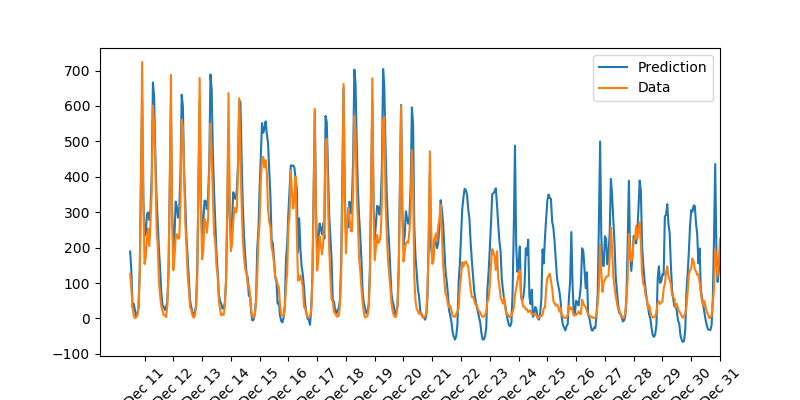 Prediction
Data
700
600
500
400
300
200
100
0
−100
Dec 11
Dec 12
Dec 13
Dec 14
Dec 15
Dec 16
Dec 17
Dec 18
Dec 19
Dec 20
Dec 21
Dec 22
Dec 23
Dec 24
Dec 25
Dec 26
Dec 27
Dec 28
Dec 29
Dec 30
Dec 31